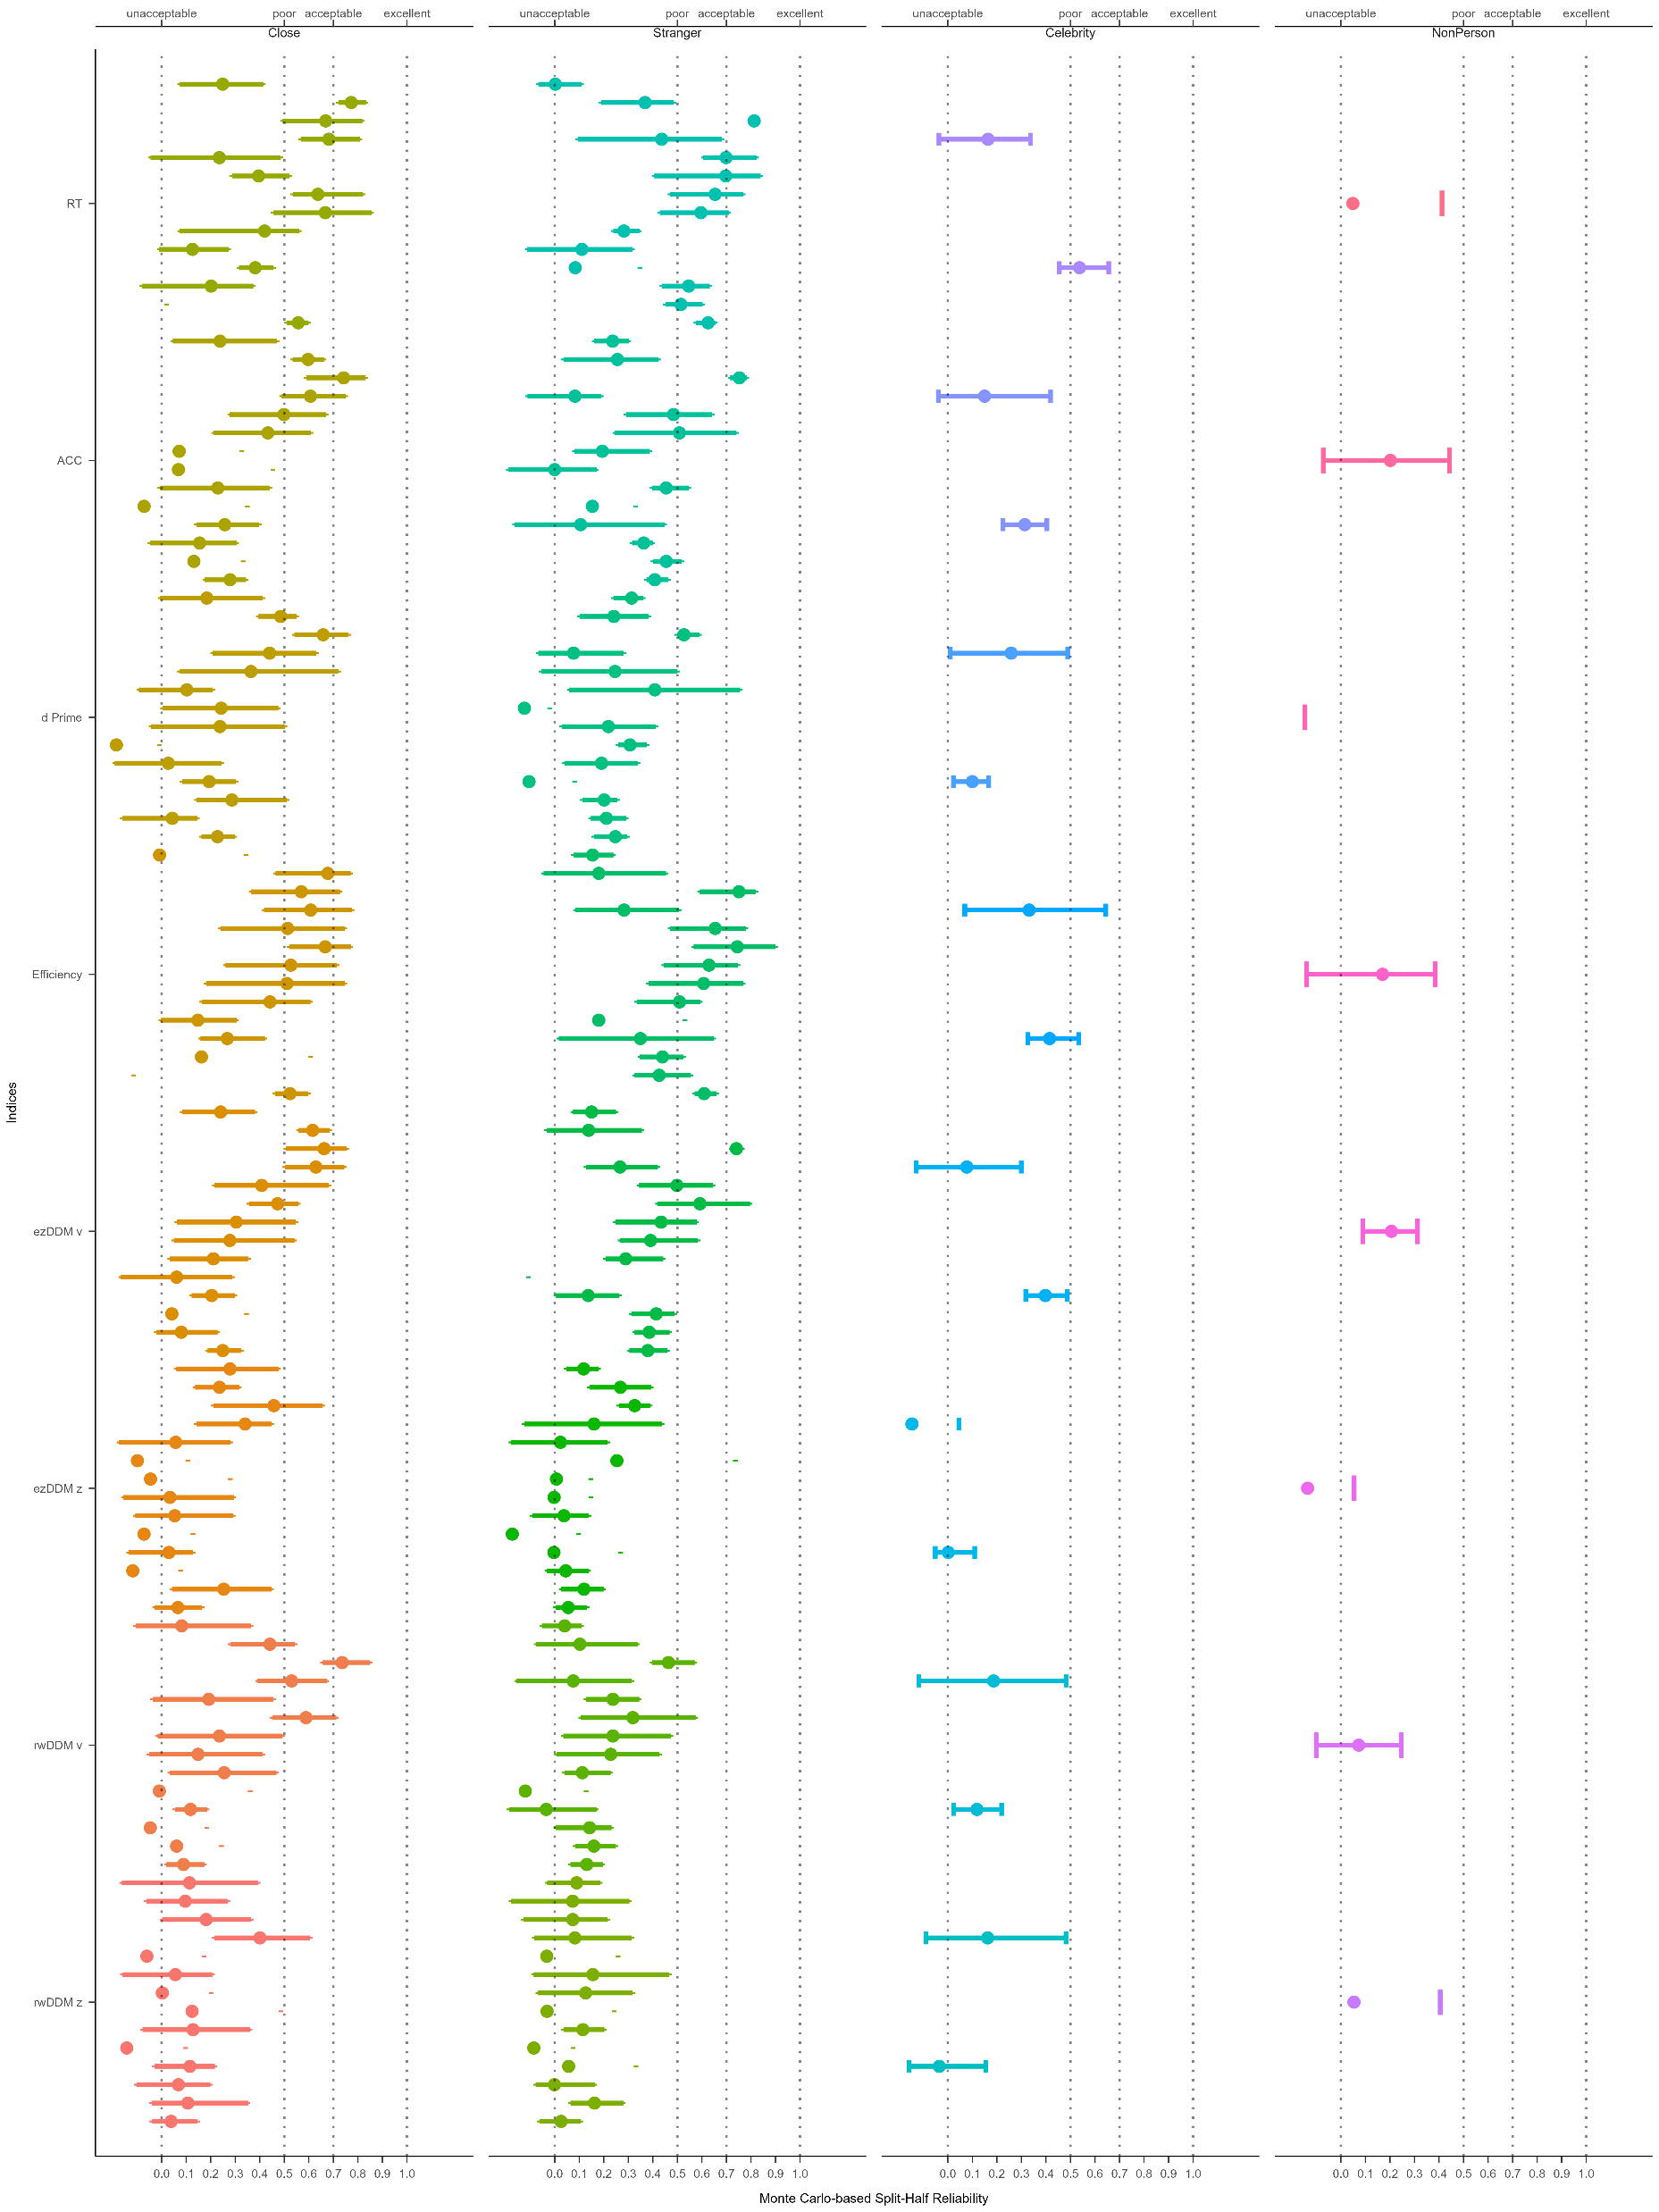 unacceptable poor acceptable excellent unacceptable poor acceptable excellent unacceptable poor acceptable excellent unacceptable poor acceptable excellent
Close Stranger Celebrity NonPerson
RT
ACC
d Prime
Efficiency
Indices
ezDDM v
ezDDM z
rwDDM v
rwDDM z
0.0 0.1 0.2 0.3 0.4 0.5 0.6 0.7 0.8 0.9 1.0 0.0 0.1 0.2 0.3 0.4 0.5 0.6 0.7 0.8 0.9 1.0 0.0 0.1 0.2 0.3 0.4 0.5 0.6 0.7 0.8 0.9 1.0 0.0 0.1 0.2 0.3 0.4 0.5 0.6 0.7 0.8 0.9 1.0
Monte Carlo-based Split-Half Reliability